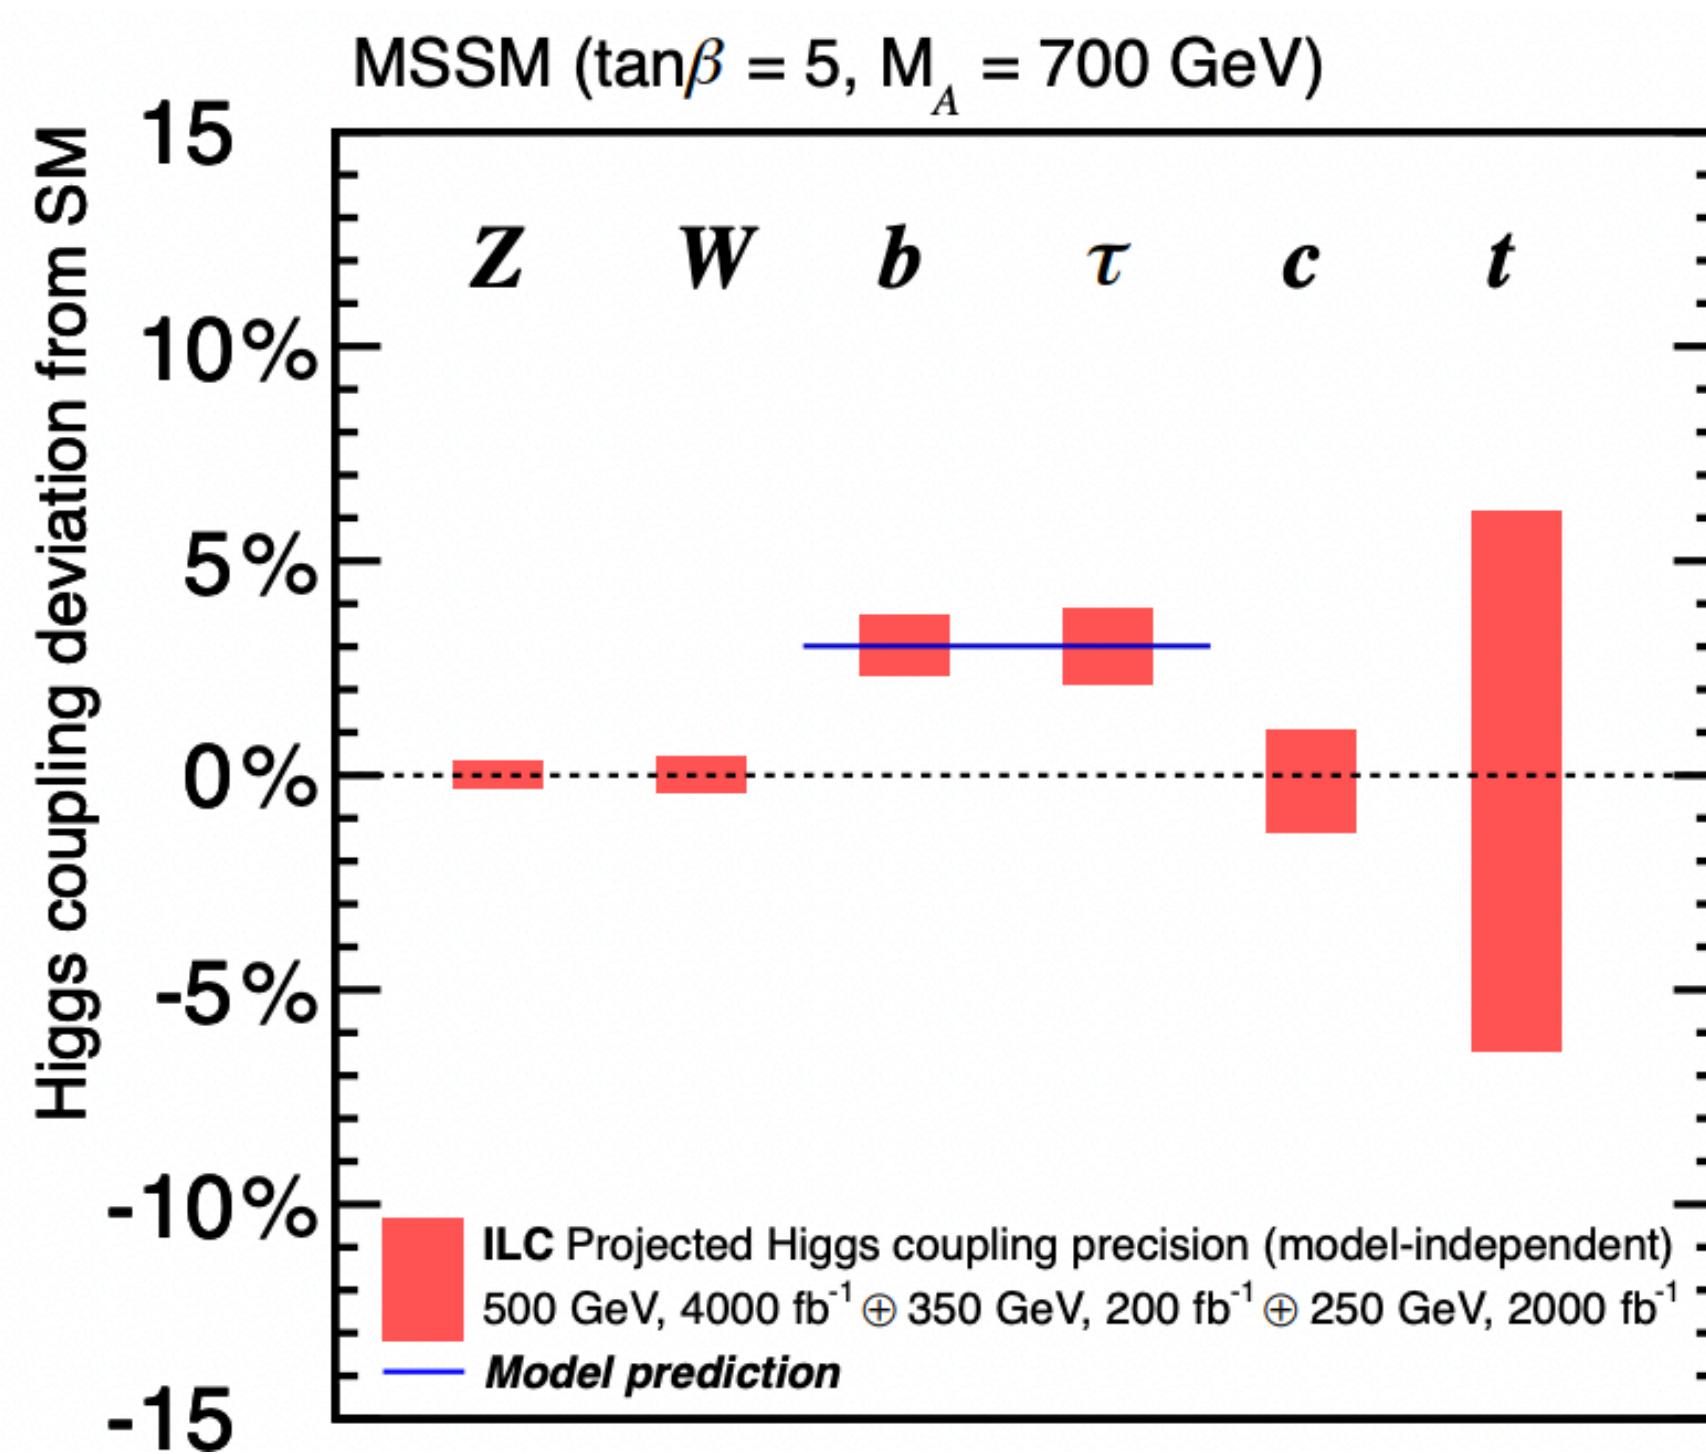 MSSM (tanβ = 5, M_A = 700 GeV)
Higgs coupling deviation from SM
15
10%
5%
0%
-5%
-10%
-15
Z W b τ c t
ILC Projected Higgs coupling precision (model-independent)
500 GeV, 4000 fb⁻¹ ⊕ 350 GeV, 200 fb⁻¹ ⊕ 250 GeV, 2000 fb⁻¹
Model prediction